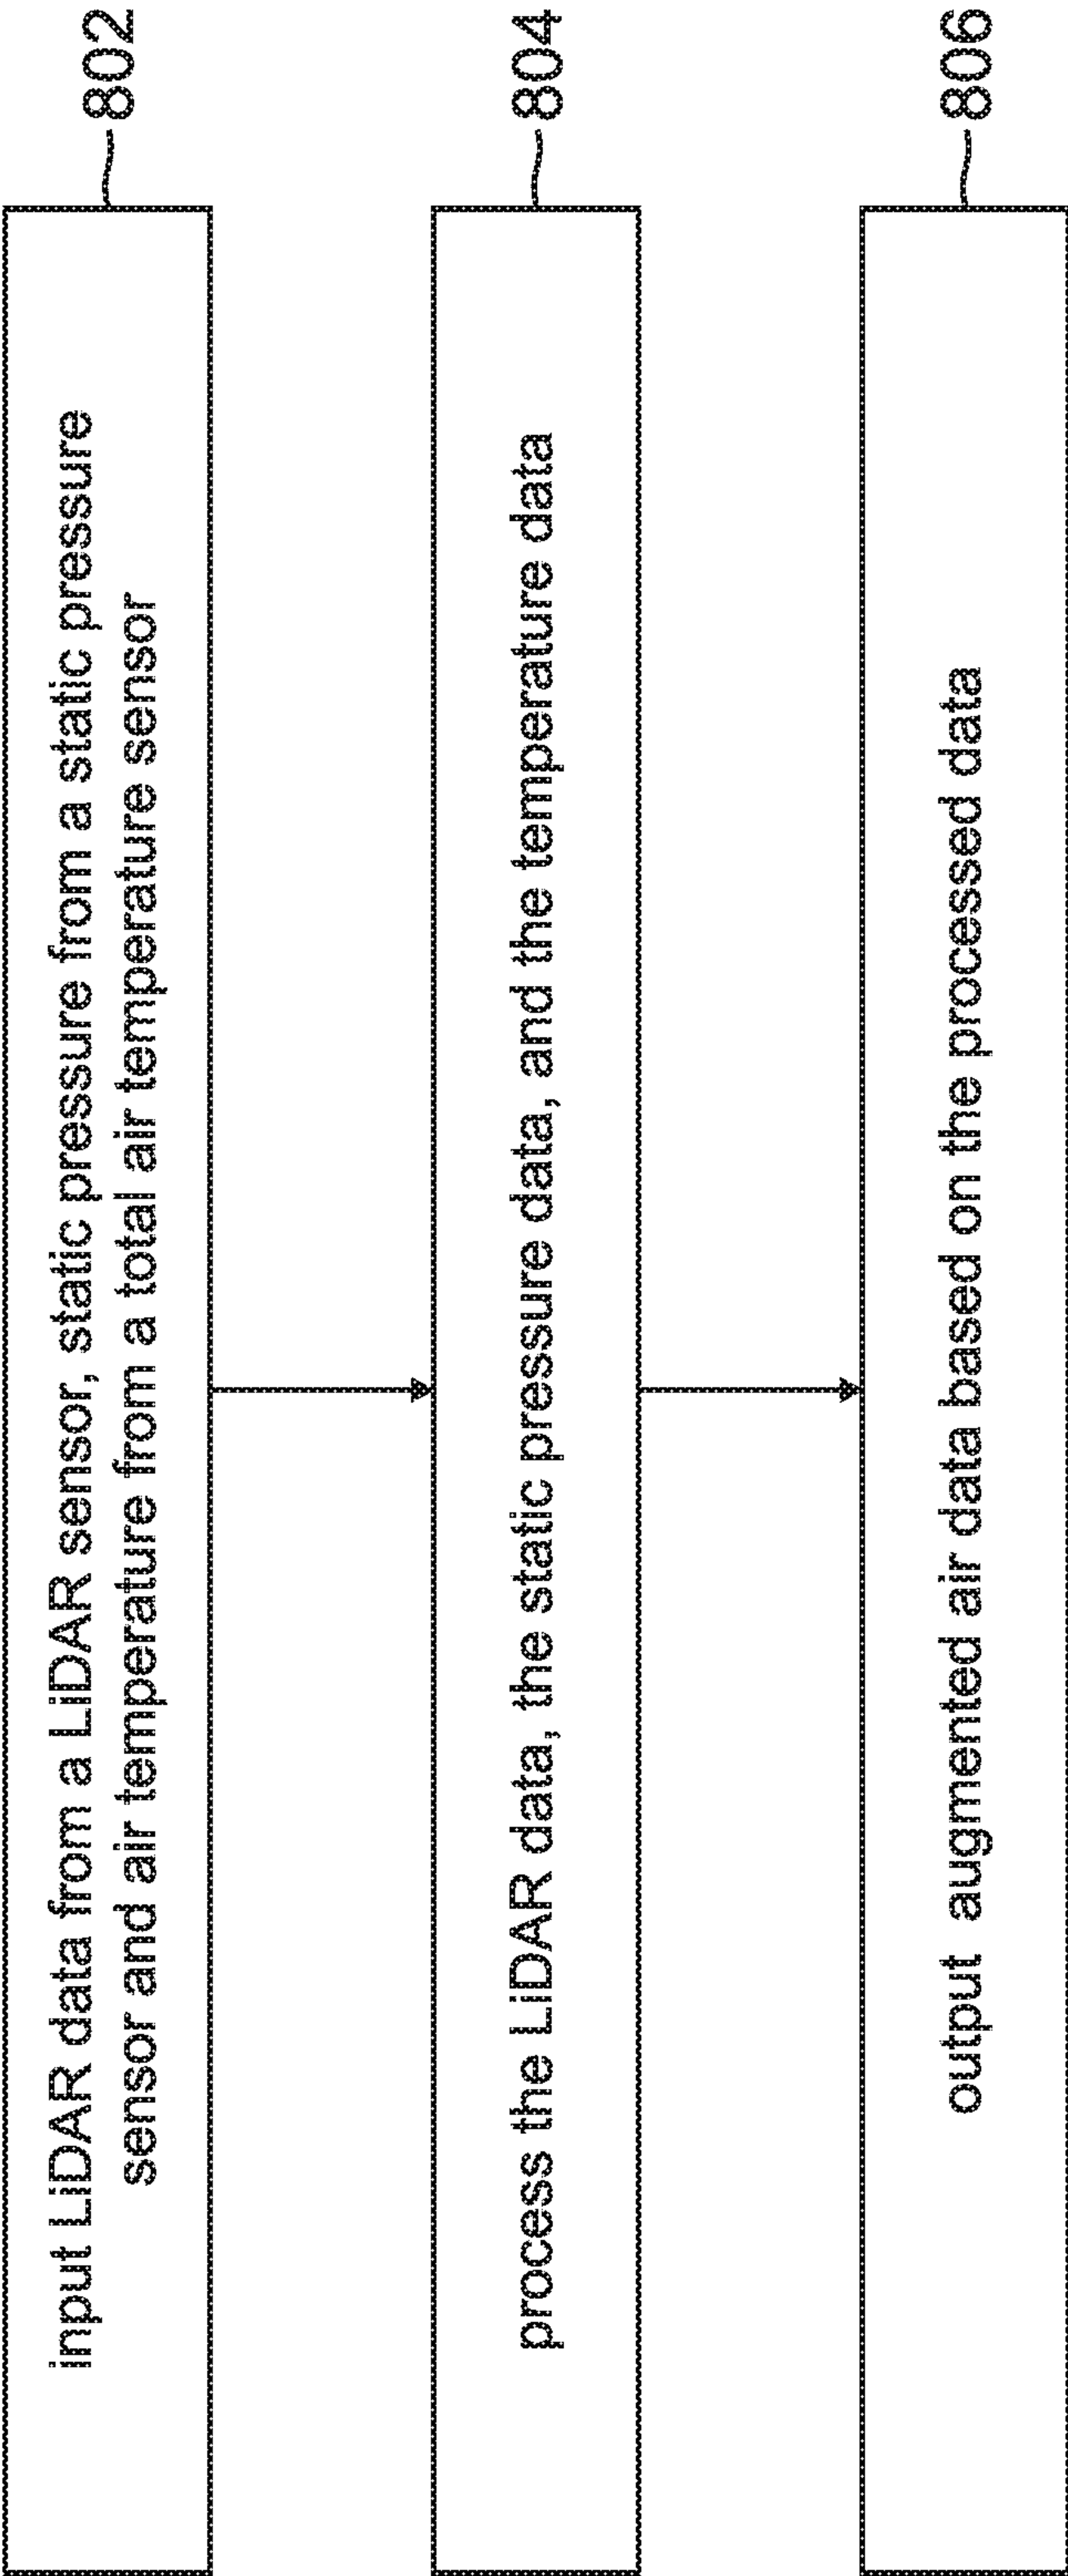 input LiDAR data from a LiDAR sensor, static pressure from a static pressure
sensor and air temperature from a total air temperature sensor
802
process the LiDAR data, the static pressure data, and the temperature data
804
output augmented air data based on the processed data
806